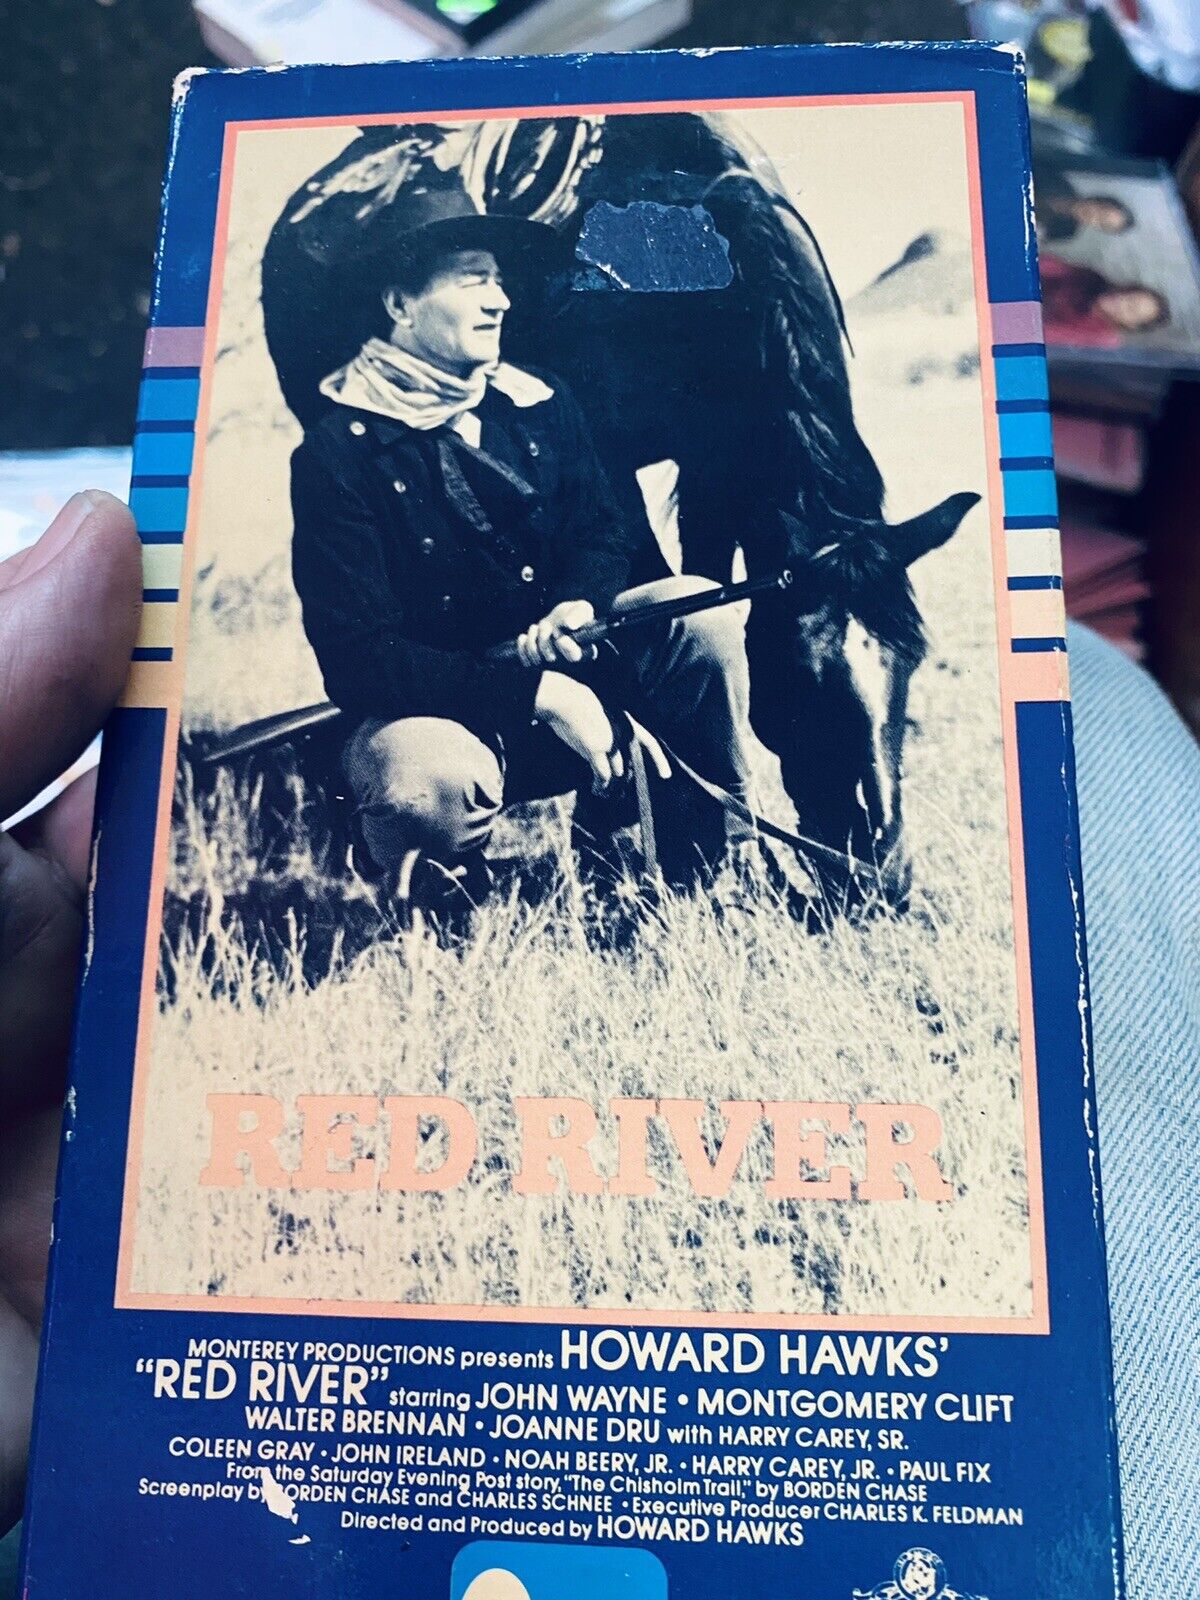 RED RIVER
MONTEREY PRODUCTIONS presents HOWARD HAWKS'
"RED RIVER" starring JOHN WAYNE • MONTGOMERY CLIFT
WALTER BRENNAN • JOANNE DRU with HARRY CAREY, SR.
COLEEN GRAY • JOHN IRELAND • NOAH BEERY, JR. • HARRY CAREY, JR. • PAUL FIX
From the Saturday Evening Post story, "The Chisholm Trail," by BORDEN CHASE
Screenplay by BORDEN CHASE and CHARLES SCHNEE • Executive Producer CHARLES K. FELDMAN
Directed and Produced by HOWARD HAWKS